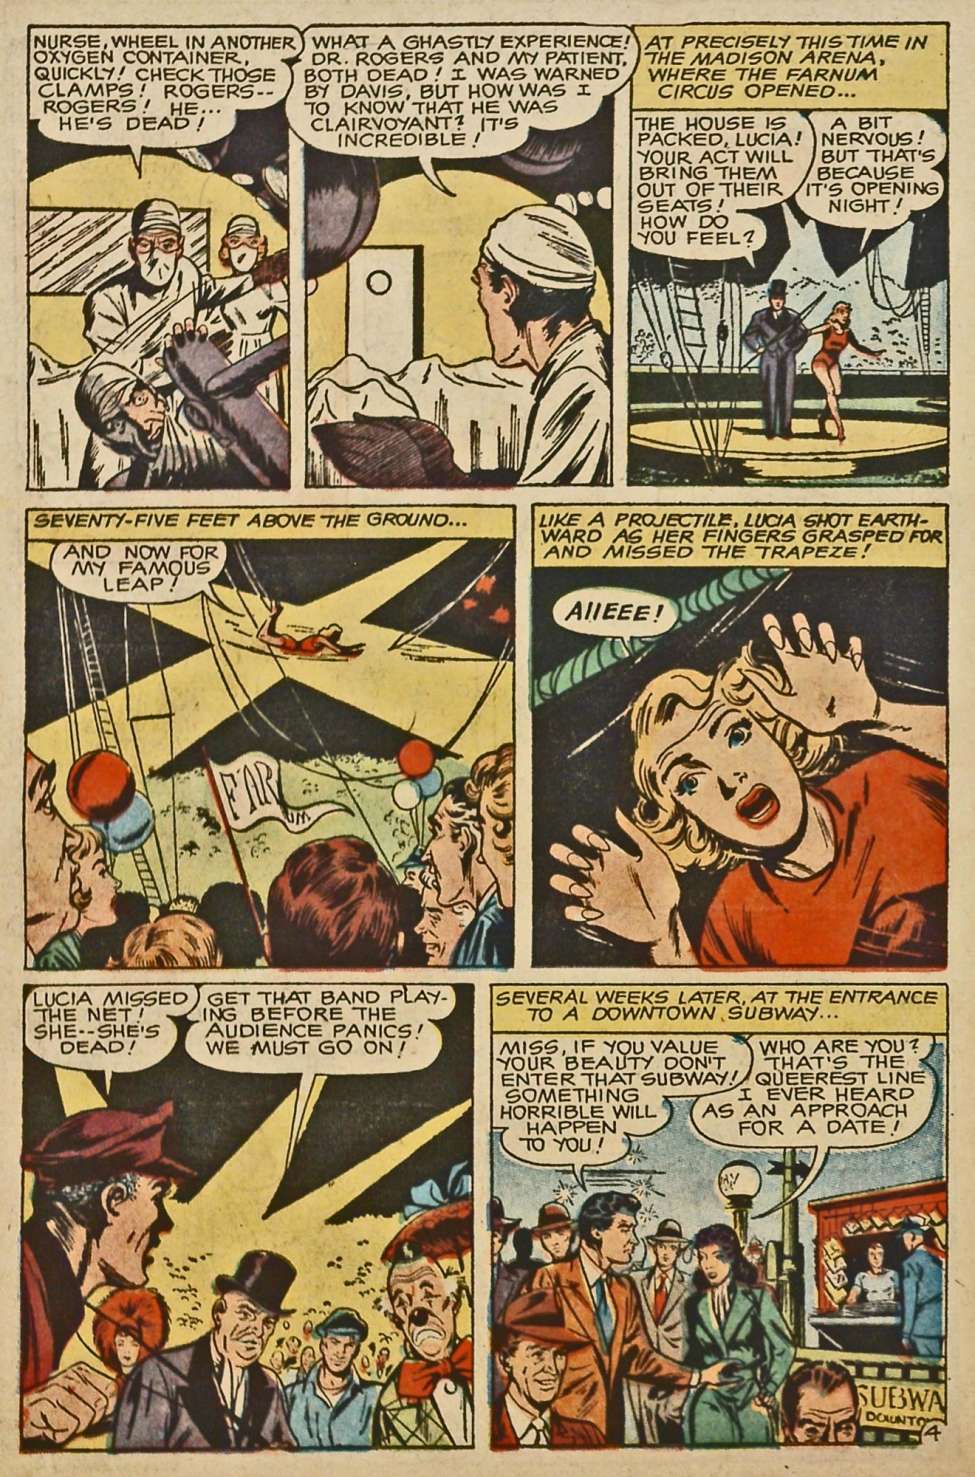 NURSE, WHEEL IN ANOTHER
OXYGEN CONTAINER,
QUICKLY! CHECK THOSE
CLAMPS! ROGERS--
ROGERS! HE...
HE'S DEAD!
WHAT A GHASTLY EXPERIENCE!
DR. ROGERS AND MY PATIENT,
BOTH DEAD! I WAS WARNED
BY DAVIS, BUT HOW WAS I
TO KNOW THAT HE WAS
CLAIRVOYANT? IT'S
INCREDIBLE!
AT PRECISELY THIS TIME IN
THE MADISON ARENA,
WHERE THE FARNUM
CIRCUS OPENED...
THE HOUSE IS
PACKED, LUCIA!
YOUR ACT WILL
BRING THEM
OUT OF THEIR
SEATS!
HOW DO
YOU FEEL?
A BIT
NERVOUS!
BUT THAT'S
BECAUSE
IT'S OPENING
NIGHT!
SEVENTY-FIVE FEET ABOVE THE GROUND...
AND NOW FOR
MY FAMOUS
LEAP!
FAR
UM
LIKE A PROJECTILE, LUCIA SHOT EARTH-
WARD AS HER FINGERS GRASPED FOR
AND MISSED THE TRAPEZE!
AIIEEE!
LUCIA MISSED
THE NET!
SHE--SHE'S
DEAD!
GET THAT BAND PLAY-
ING BEFORE THE
AUDIENCE PANICS!
WE MUST GO ON!
SEVERAL WEEKS LATER, AT THE ENTRANCE
TO A DOWNTOWN SUBWAY...
MISS, IF YOU VALUE
YOUR BEAUTY DON'T
ENTER THAT SUBWAY!
SOMETHING
HORRIBLE WILL
HAPPEN
TO YOU!
WHO ARE YOU?
THAT'S THE
QUEEREST LINE
I EVER HEARD
AS AN APPROACH
FOR A DATE!
SUBWA
DOWNTO
4